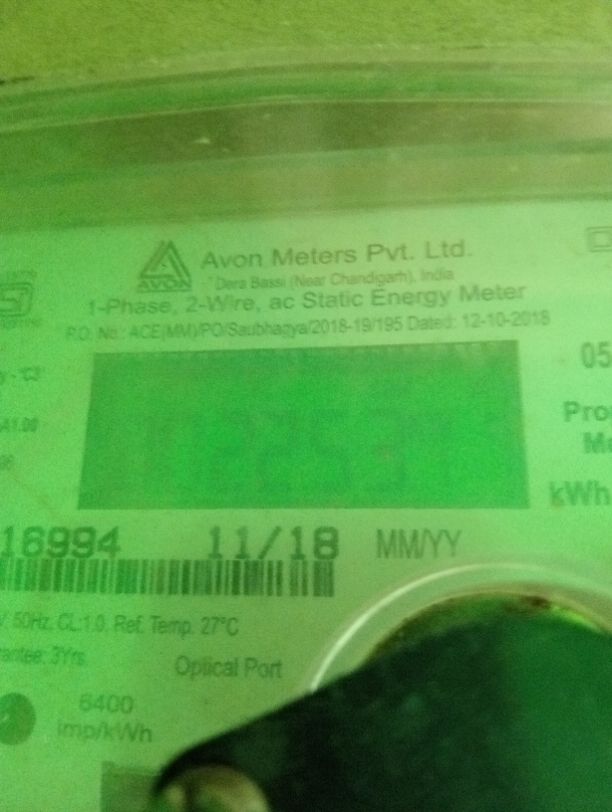 AVON
Avon Meters Pvt. Ltd.
Dera Bassi (Near Chandigarh), India
1-Phase, 2-Wire, ac Static Energy Meter
P.O. No.: ACE(MM)/PO/Saubhagya/2018-19/195 Dated: 12-10-2018
05
kWh
16994 11/18 MM/YY
50Hz. CL:1.0. Ref. Temp. 27°C
3Yrs.
Optical Port
6400
imp/kWh